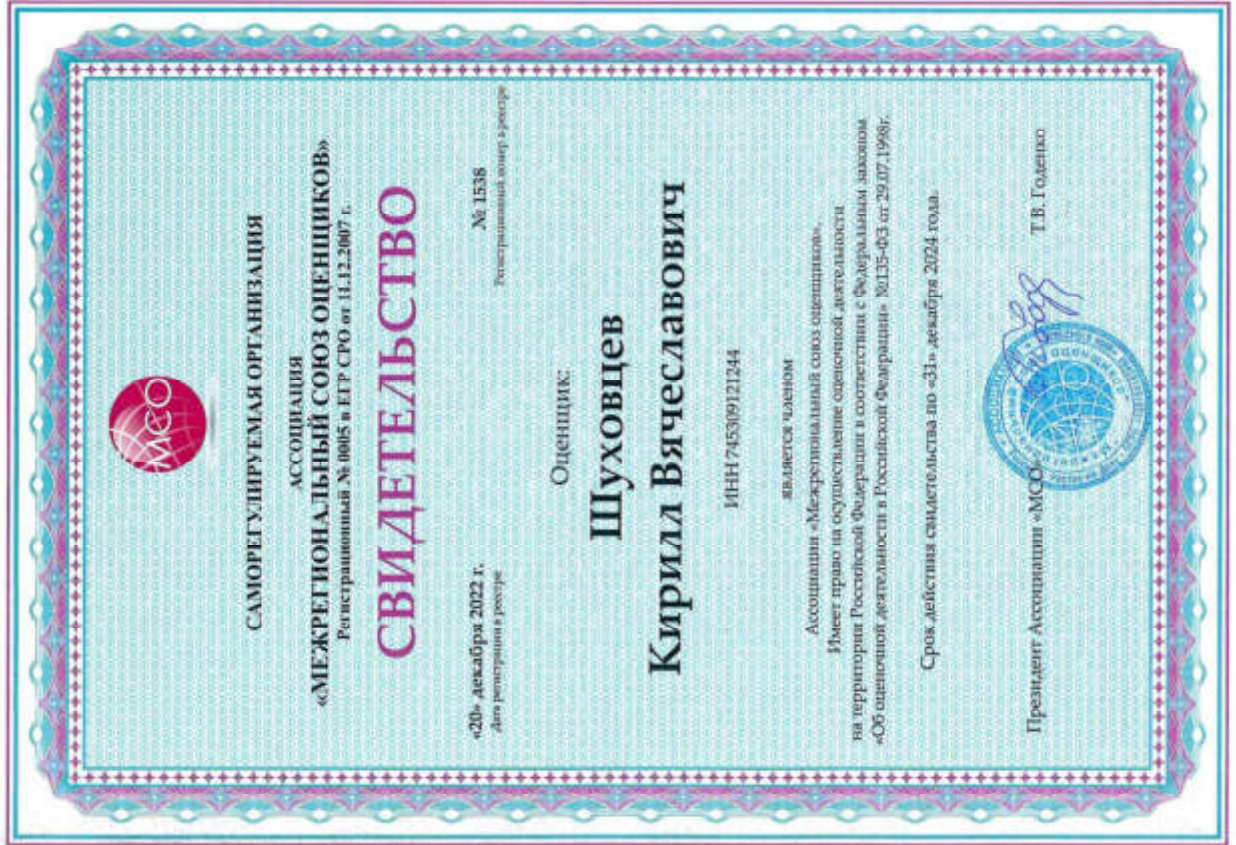 МСО
САМОРЕГУЛИРУЕМАЯ ОРГАНИЗАЦИЯ
АССОЦИАЦИЯ
«МЕЖРЕГИОНАЛЬНЫЙ СОЮЗ ОЦЕНЩИКОВ»
Регистрационный № 0005 в ЕГР СРО от 11.12.2007 г.
СВИДЕТЕЛЬСТВО
«20» декабря 2022 г. № 1538
Дата регистрации в реестре Регистрационный номер в реестре
Оценщик:
Шуховцев
Кирилл Вячеславович
ИНН 745309121244
является членом
Ассоциации «Межрегиональный союз оценщиков».
Имеет право на осуществление оценочной деятельности
на территории Российской Федерации в соответствии с Федеральным законом
«Об оценочной деятельности в Российской Федерации» №135-ФЗ от 29.07.1998г.
Срок действия свидетельства по «31» декабря 2024 года.
Президент Ассоциации «МСО» Т.В. Годенко